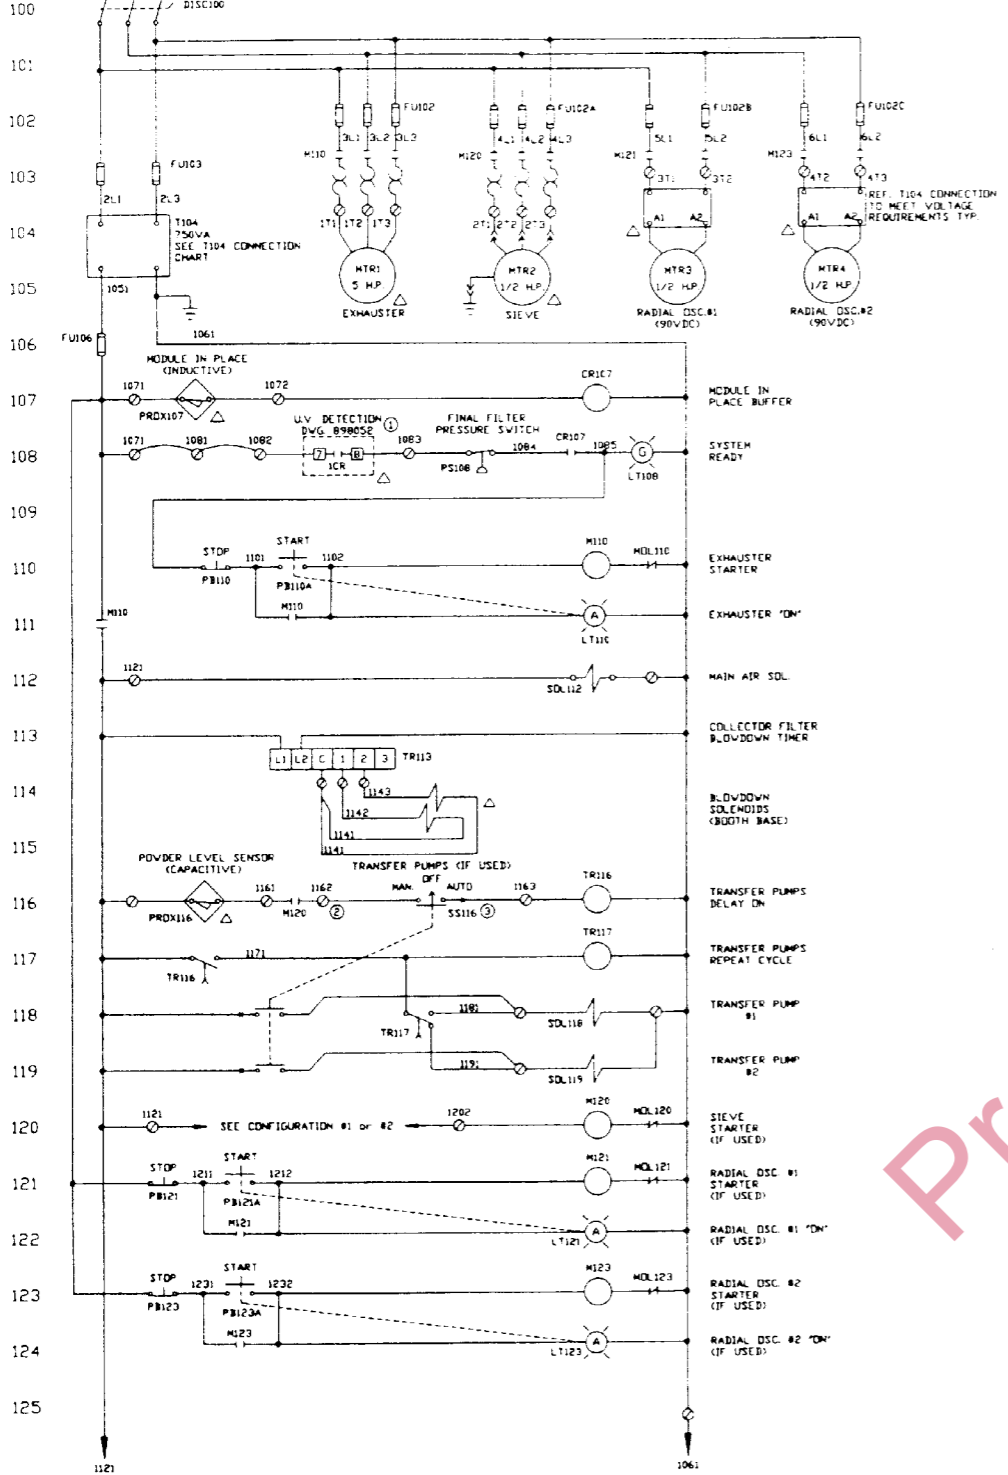 100
DISC100
101
102
FU102
FU102A
FU102B
FU102C
3L1 3L2 3L3
4L1 4L2 4L3
5L1 5L2
6L1 6L2
M110
M120
M121
M123
103
FU103
3T1 3T2
4T2 4T3
2L1 2L3
REF. T104 CONNECTION
TO MEET VOLTAGE
REQUIREMENTS TYP.
1T1 1T2 1T3
2T1 2T2 2T3
A1 A2
A1 A2
104
T104
750VA
SEE T104 CONNECTION
CHART
MTR1
5 H.P.
MTR2
1/2 H.P.
MTR3
1/2 H.P.
MTR4
1/2 H.P.
105
1051
EXHAUSTER
SIEVE
RADIAL OSC.#1
(90VDC)
RADIAL OSC.#2
(90VDC)
106
FU106
1061
MODULE IN PLACE
(INDUCTIVE)
107
1071
1072
CR107
PROX107
MODULE IN
PLACE BUFFER
U.V. DETECTION
DWG. 898052
1
FINAL FILTER
PRESSURE SWITCH
108
1071 1081 1082
7 8
1CR
1083
PS108
1084
CR107
1085
G
LT108
SYSTEM
READY
109
110
STOP
PB110
1101
START
PB110A
1102
M110
MOL110
EXHAUSTER
STARTER
111
M110
M110
A
LT110
EXHAUSTER "ON"
112
1121
SOL112
MAIN AIR SOL.
113
L1 L2 C 1 2 3
TR113
COLLECTOR FILTER
BLOWDOWN TIMER
114
1143
1142
1141
1141
BLOWDOWN
SOLENOIDS
(BOOTH BASE)
115
POWDER LEVEL SENSOR
(CAPACITIVE)
TRANSFER PUMPS (IF USED)
OFF
MAN. AUTO
116
PROX116
1161
M120
1162
2
SS116
3
1163
TR116
TRANSFER PUMPS
DELAY ON
117
TR116
1171
TR117
TRANSFER PUMPS
REPEAT CYCLE
118
TR117
1181
SOL118
TRANSFER PUMP
#1
119
1191
SOL119
TRANSFER PUMP
#2
120
1121
SEE CONFIGURATION #1 or #2
1202
M120
MOL120
SIEVE
STARTER
(IF USED)
121
STOP
PB121
1211
START
PB121A
1212
M121
MOL121
RADIAL OSC. #1
STARTER
(IF USED)
122
M121
A
LT121
RADIAL OSC. #1 "ON"
(IF USED)
123
STOP
PB123
1231
START
PB123A
1232
M123
MOL123
RADIAL OSC. #2
STARTER
(IF USED)
124
M123
A
LT123
RADIAL OSC. #2 "ON"
(IF USED)
125
1121
1061
Pr